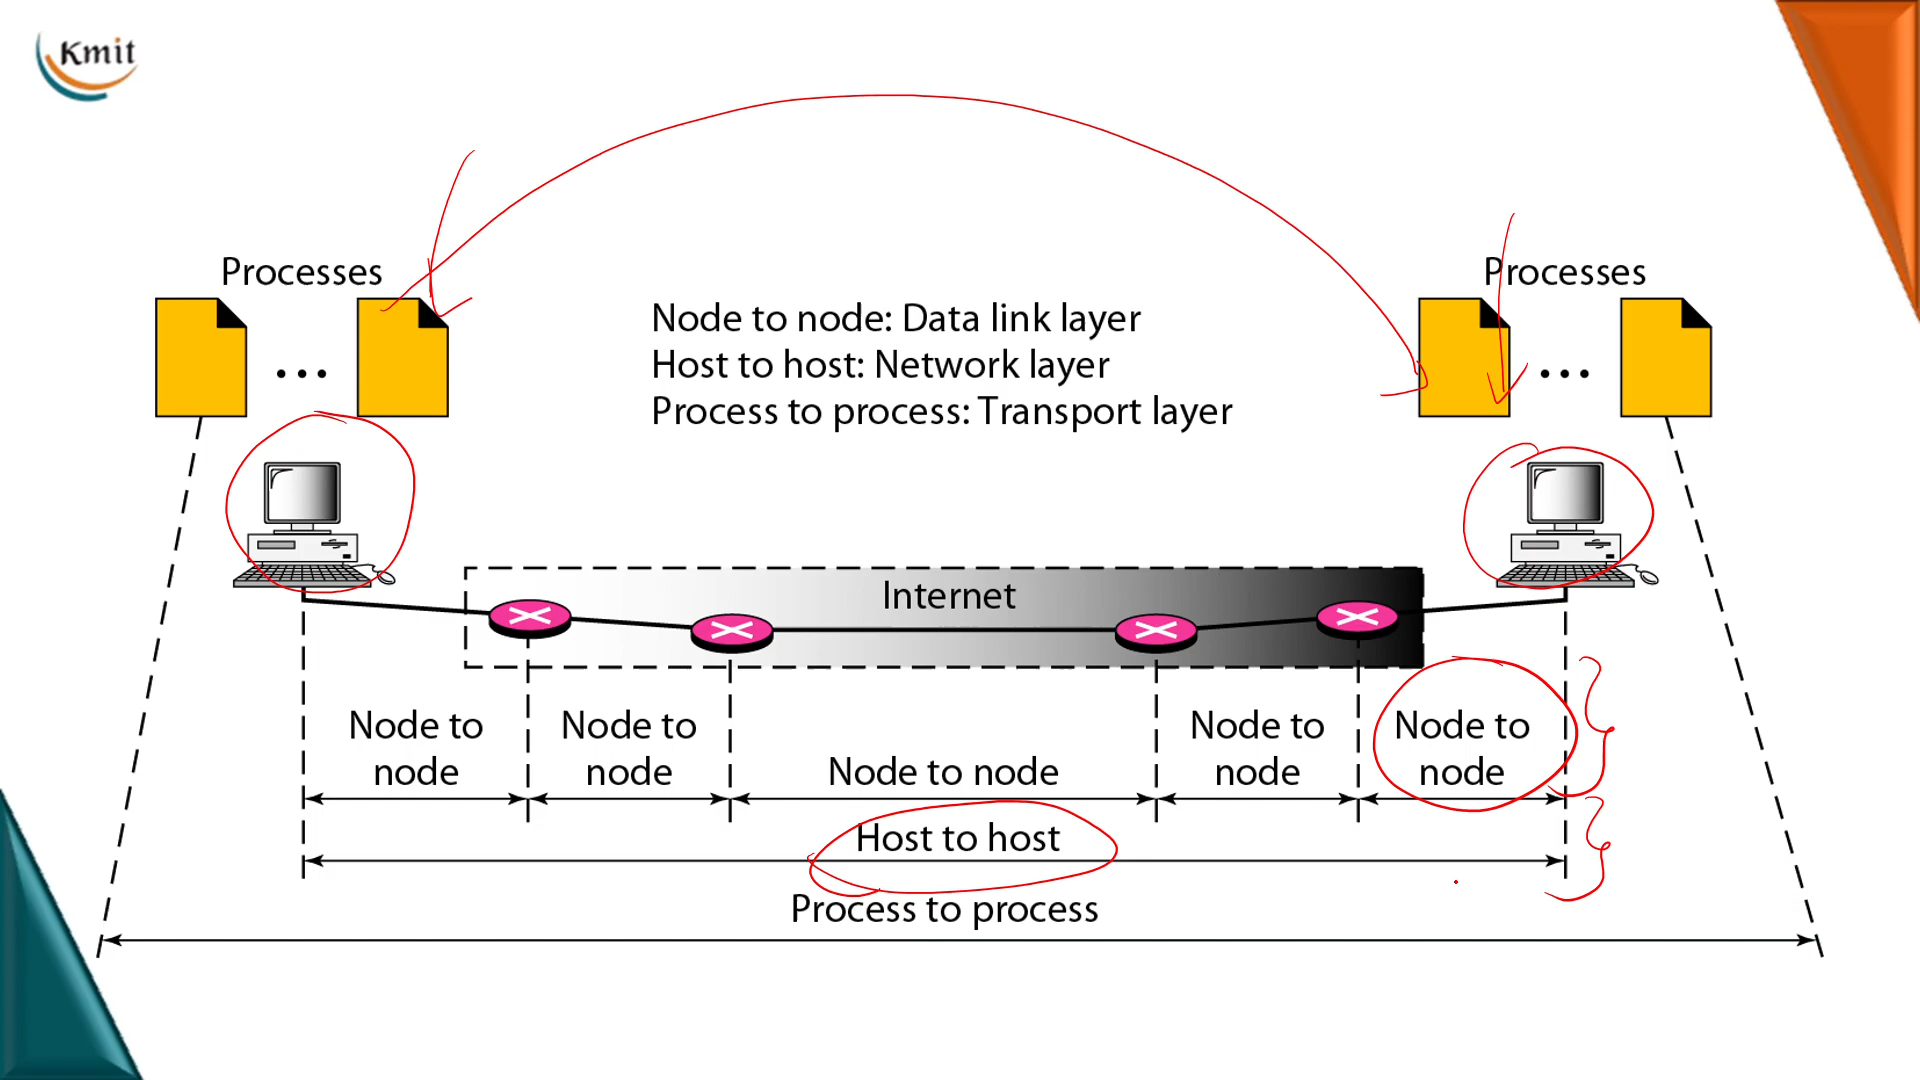 Kmit
Processes
Processes
Node to node: Data link layer
Host to host: Network layer
Process to process: Transport layer
Internet
Node to
node
Node to
node
Node to node
Node to
node
Node to
node
Host to host
Process to process